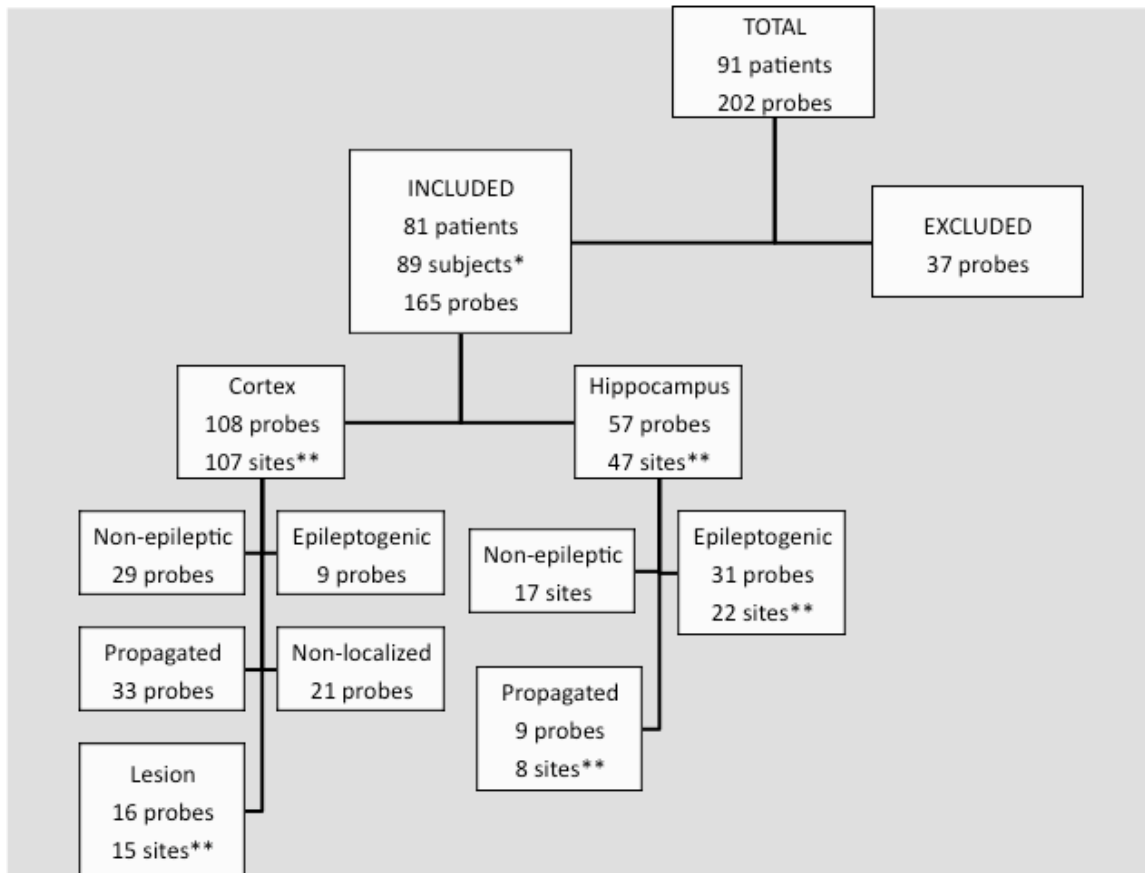 TOTAL
91 patients
202 probes
INCLUDED
81 patients
89 subjects*
165 probes
EXCLUDED
37 probes
Cortex
108 probes
107 sites**
Hippocampus
57 probes
47 sites**
Non-epileptic
29 probes
Epileptogenic
9 probes
Non-epileptic
17 sites
Epileptogenic
31 probes
22 sites**
Propagated
33 probes
Non-localized
21 probes
Propagated
9 probes
8 sites**
Lesion
16 probes
15 sites**